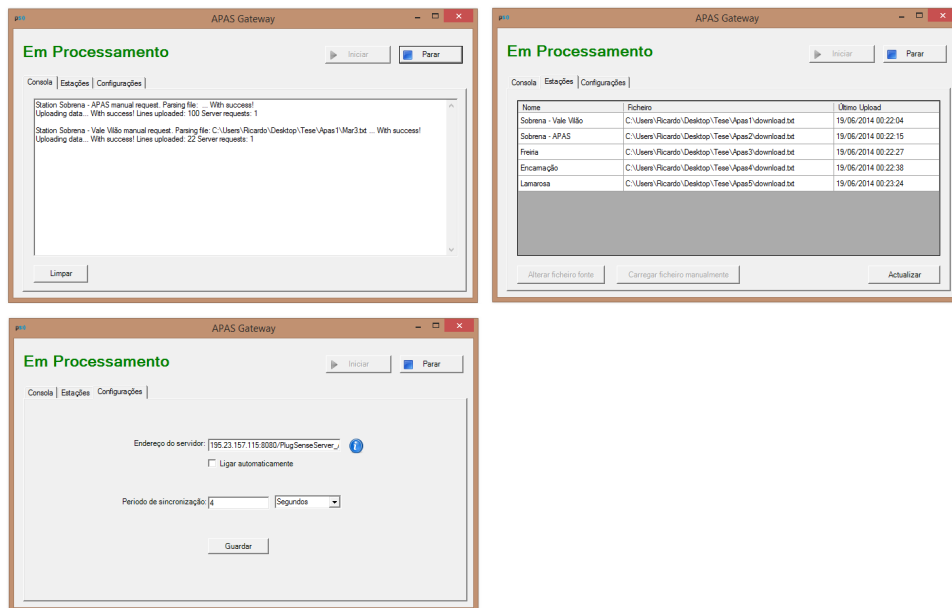 APAS Gateway
Em Processamento
Iniciar
Parar
Consola
Estações
Configurações
Station Sobrena - APAS manual request. Parsing file: ... With success!
Uploading data... With success! Lines uploaded: 100 Server requests: 1
Station Sobrena - Vale Vilão manual request. Parsing file: C:\Users\Ricardo\Desktop\Tese\Apas1\Mar3.txt ... With success!
Uploading data... With success! Lines uploaded: 22 Server requests: 1
Limpar
APAS Gateway
Em Processamento
Iniciar
Parar
Consola
Estações
Configurações
Nome Ficheiro Último Upload
Sobrena - Vale Vilão C:\Users\Ricardo\Desktop\Tese\Apas1\download.txt 19/06/2014 00:22:04
Sobrena - APAS C:\Users\Ricardo\Desktop\Tese\Apas2\download.txt 19/06/2014 00:22:15
Freiria C:\Users\Ricardo\Desktop\Tese\Apas3\download.txt 19/06/2014 00:22:27
Encarnação C:\Users\Ricardo\Desktop\Tese\Apas4\download.txt 19/06/2014 00:22:38
Lamarosa C:\Users\Ricardo\Desktop\Tese\Apas5\download.txt 19/06/2014 00:23:24
Alterar ficheiro fonte
Carregar ficheiro manualmente
Actualizar
APAS Gateway
Em Processamento
Iniciar
Parar
Consola
Estações
Configurações
Endereço do servidor: 195.23.157.115:8080/PlugSenseServer_
Ligar automaticamente
Periodo de sincronização: 4 Segundos
Guardar